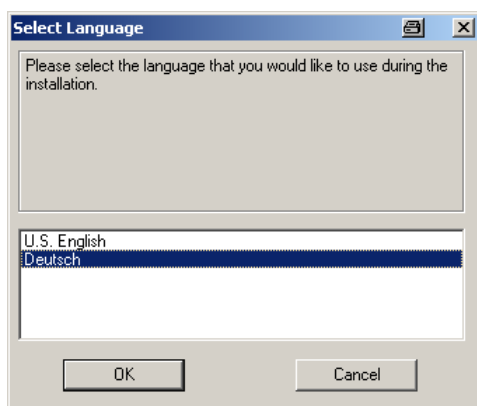 Select Language
Please select the language that you would like to use during the
installation.
U.S. English
Deutsch
OK
Cancel